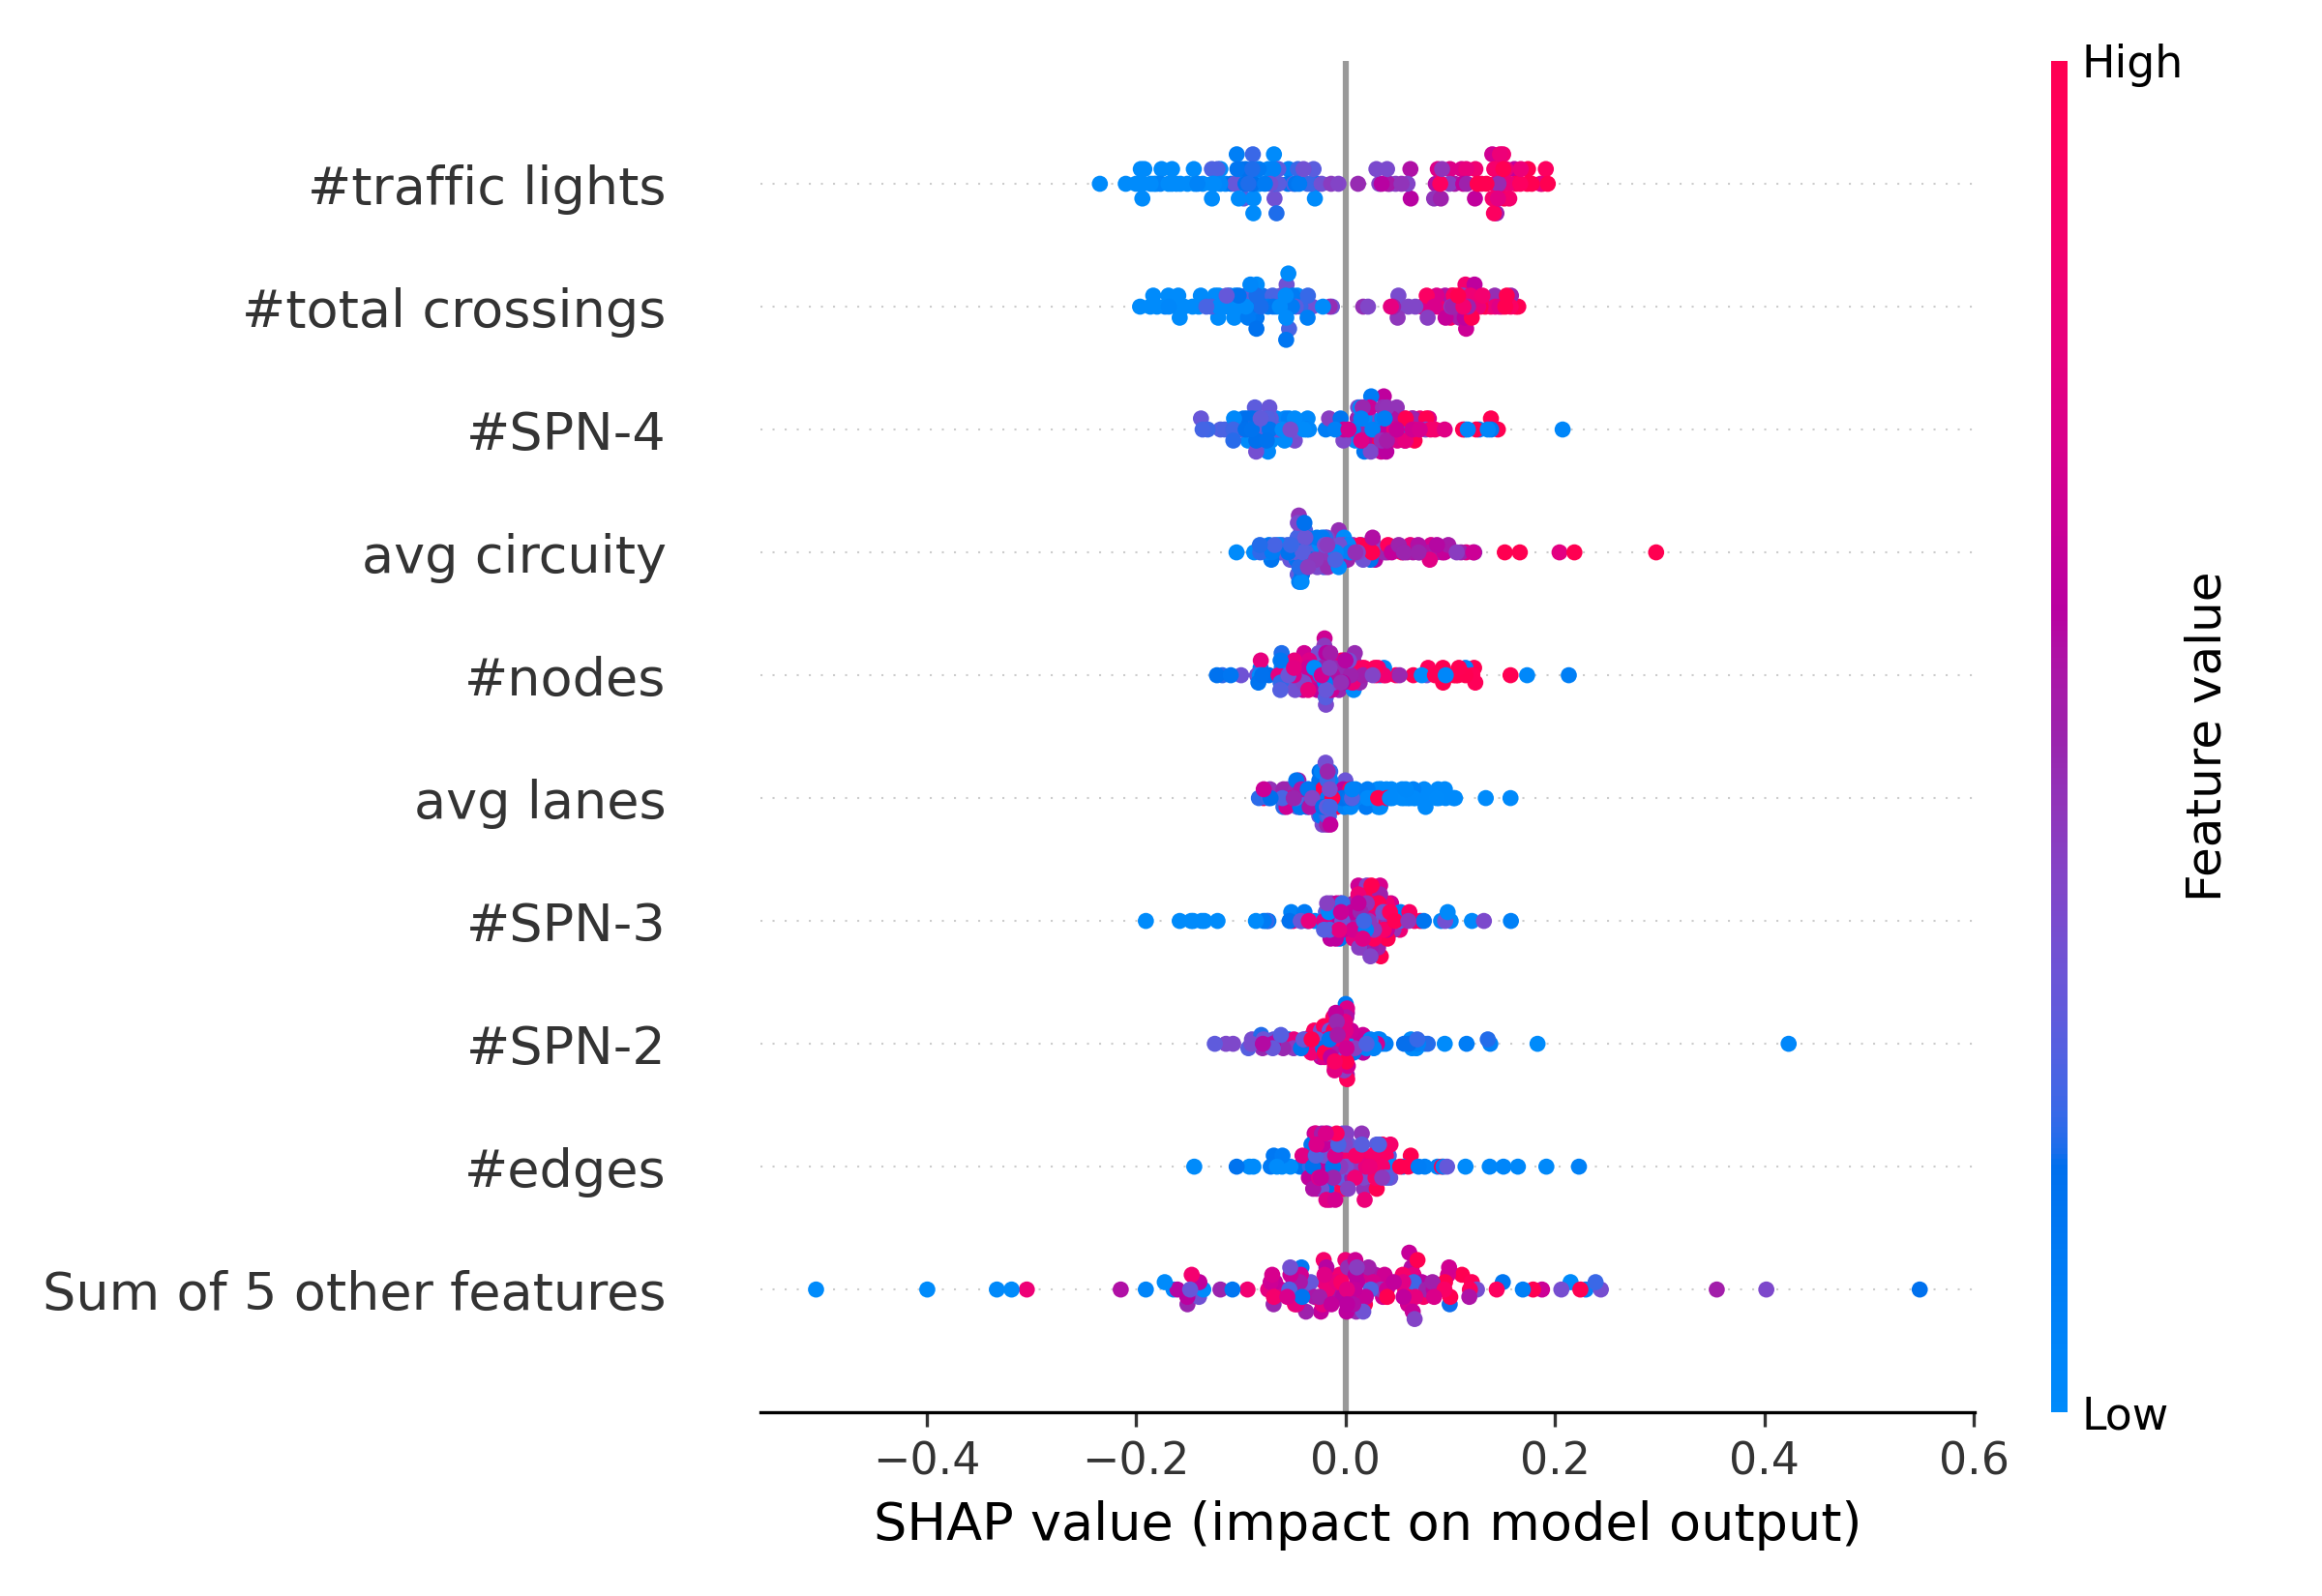 High
#traffic lights
#total crossings
#SPN-4
avg circuity
#nodes
avg lanes
#SPN-3
#SPN-2
#edges
Sum of 5 other features
Feature value
Low
−0.4 −0.2 0.0 0.2 0.4 0.6
SHAP value (impact on model output)